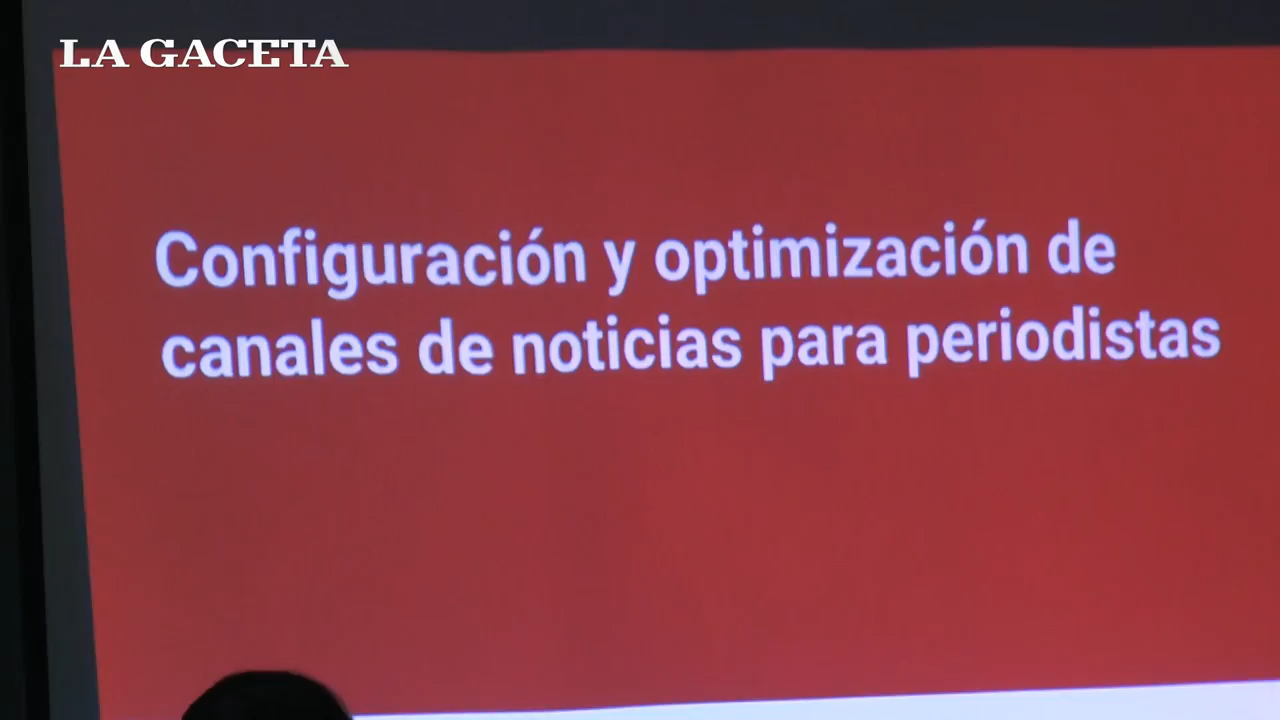 LA GACETA
Configuración y optimización de
canales de noticias para periodistas